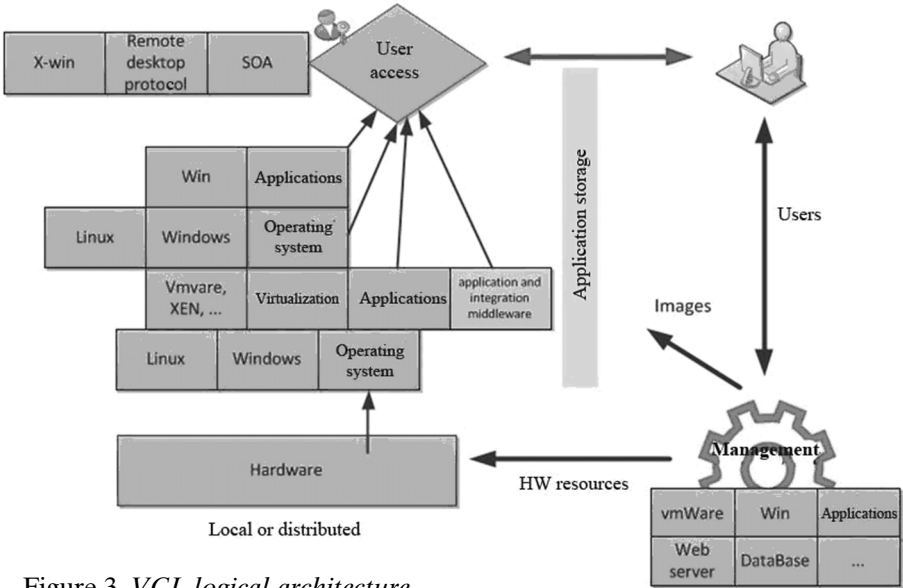 X-win
Remote
desktop
protocol
SOA
User
access
Win
Applications
Linux
Windows
Operating
system
Vmvare,
XEN, ...
Virtualization
Applications
application and
integration
middleware
Linux
Windows
Operating
system
Hardware
Local or distributed
Application storage
Users
Images
HW resources
Management
vmWare
Win
Applications
Web
server
DataBase
...
Figure 3. VCL logical architecture